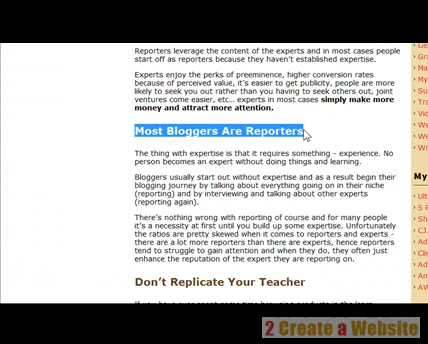 Reporters leverage the content of the experts and in most cases people
start off as reporters because they haven't established expertise.
Experts enjoy the perks of preeminence, higher conversion rates
because of perceived value, it's easier to get publicity, people are more
likely to seek you out rather than you having to seek others out, joint
ventures come easier, etc... experts in most cases simply make more
money and attract more attention.
Most Bloggers Are Reporters
The thing with expertise is that it requires something - experience. No
person becomes an expert without doing things and learning.
Bloggers usually start out without expertise and as a result begin their
blogging journey by talking about everything going on in their niche
(reporting) and by interviewing and talking about other experts
(reporting again).
There's nothing wrong with reporting of course and for many people
it's a necessity at first until you build up some expertise. Unfortunately
the ratios are pretty skewed when it comes to reporters and experts -
there are a lot more reporters than there are experts, hence reporters
tend to struggle to gain attention and when they do, they often just
enhance the reputation of the expert they are reporting on.
Don't Replicate Your Teacher
My
2 Create a Website